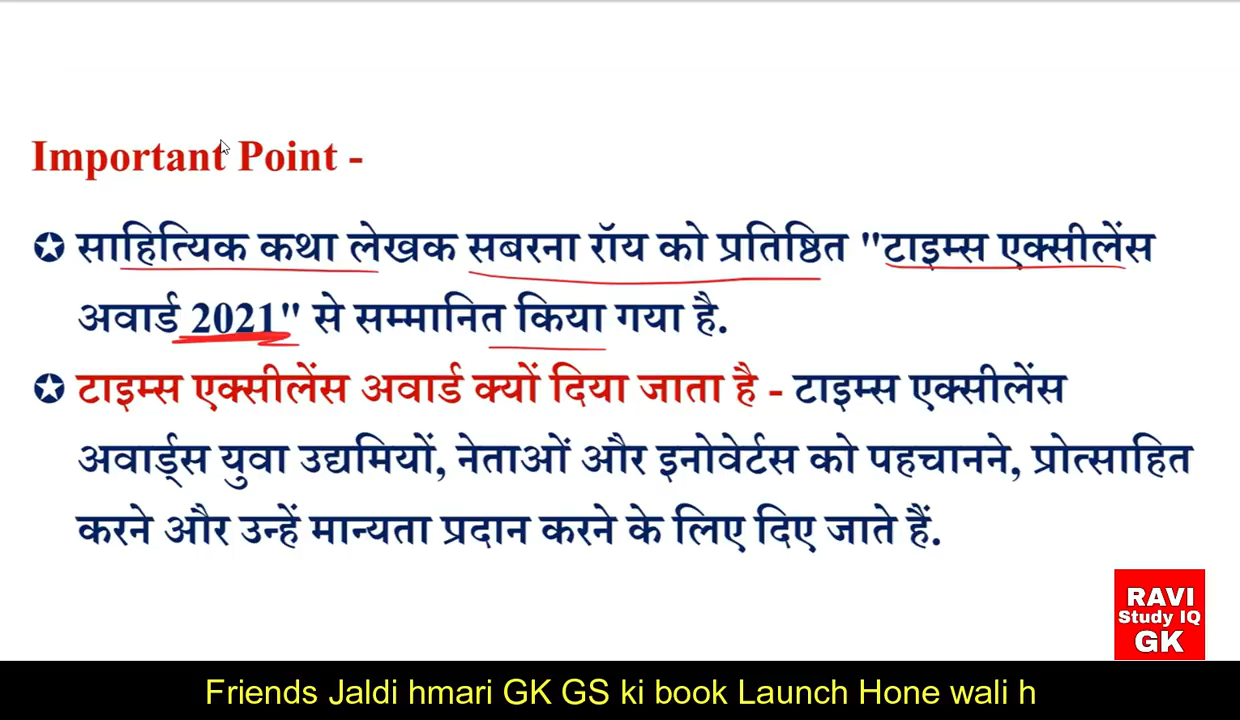 Important Point -
साहित्यिक कथा लेखक सबरना रॉय को प्रतिष्ठित "टाइम्स एक्सीलेंस
अवार्ड 2021" से सम्मानित किया गया है.
टाइम्स एक्सीलेंस अवार्ड क्यों दिया जाता है - टाइम्स एक्सीलेंस
अवार्ड्स युवा उद्यमियों, नेताओं और इनोवेर्टस को पहचानने, प्रोत्साहित
करने और उन्हें मान्यता प्रदान करने के लिए दिए जाते हैं.
RAVI
Study IQ
GK
Friends Jaldi hmari GK GS ki book Launch Hone wali h